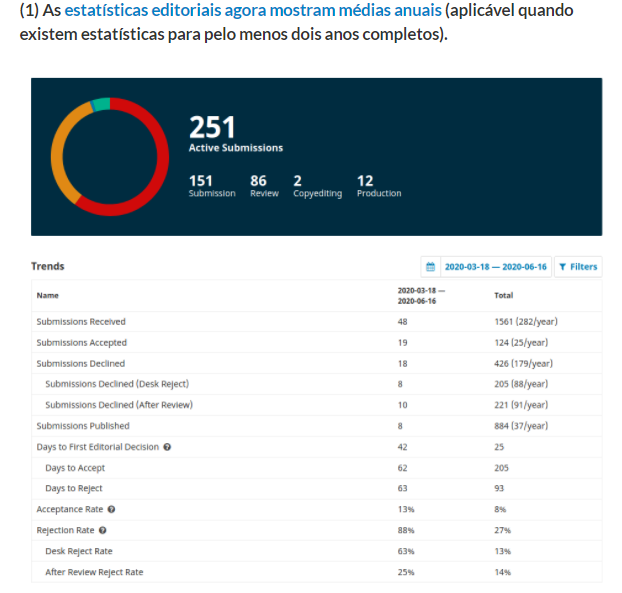 (1) As estatísticas editoriais agora mostram médias anuais (aplicável quando
existem estatísticas para pelo menos dois anos completos).
251
Active Submissions
151 86 2 12
Submission Review Copyediting Production
Trends 2020-03-18 — 2020-06-16 Filters
Name 2020-03-18 — 2020-06-16 Total
Submissions Received 48 1561 (282/year)
Submissions Accepted 19 124 (25/year)
Submissions Declined 18 426 (179/year)
Submissions Declined (Desk Reject) 8 205 (88/year)
Submissions Declined (After Review) 10 221 (91/year)
Submissions Published 8 884 (37/year)
Days to First Editorial Decision 42 25
Days to Accept 62 205
Days to Reject 63 93
Acceptance Rate 13% 8%
Rejection Rate 88% 27%
Desk Reject Rate 63% 13%
After Review Reject Rate 25% 14%